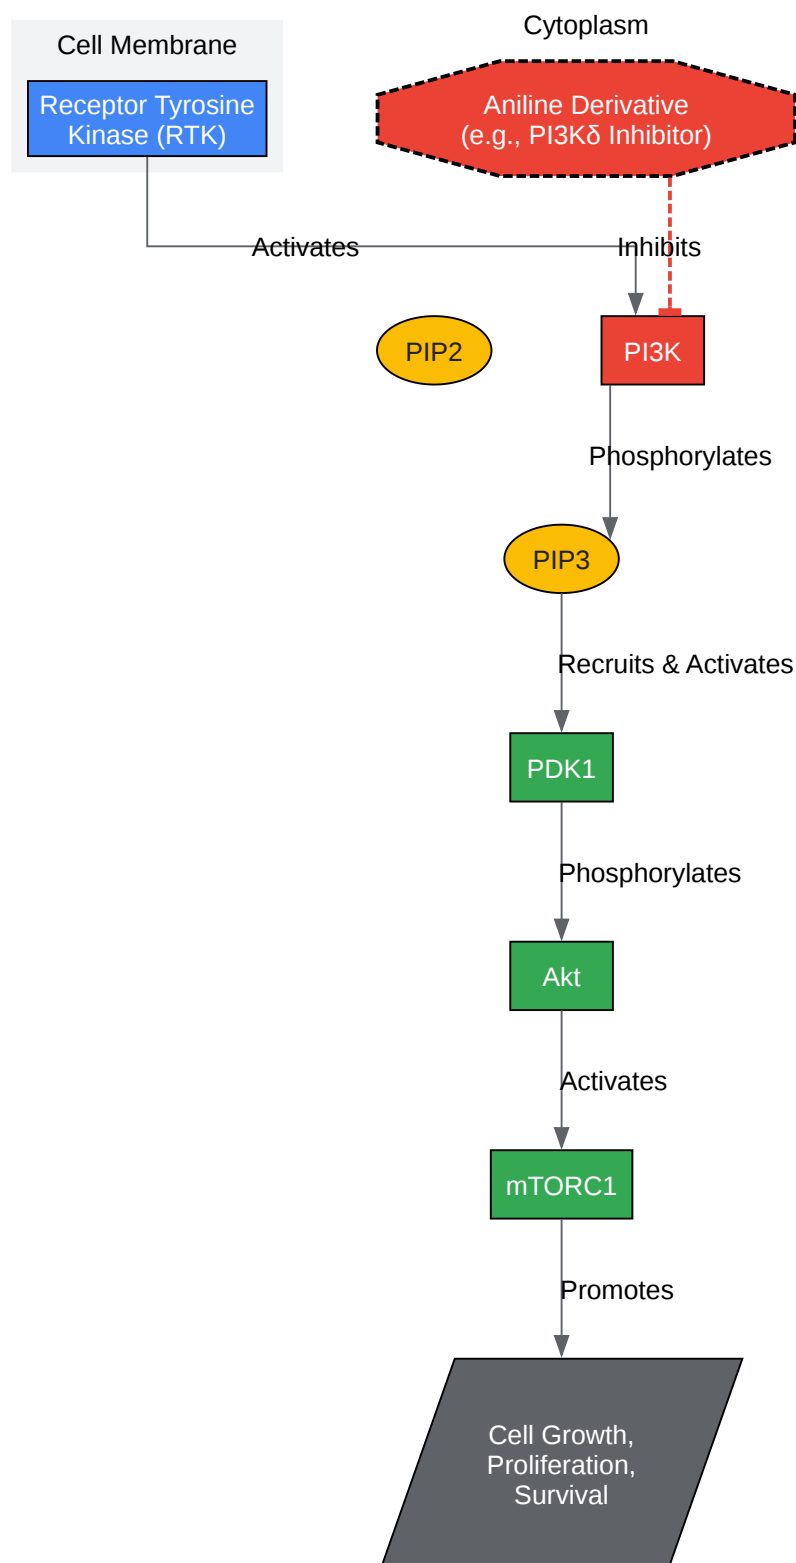 Cell Membrane
Cytoplasm
Receptor Tyrosine
Kinase (RTK)
Aniline Derivative
(e.g., PI3Kδ Inhibitor)
Activates
Inhibits
PIP2
PI3K
Phosphorylates
PIP3
Recruits & Activates
PDK1
Phosphorylates
Akt
Activates
mTORC1
Promotes
Cell Growth,
Proliferation,
Survival